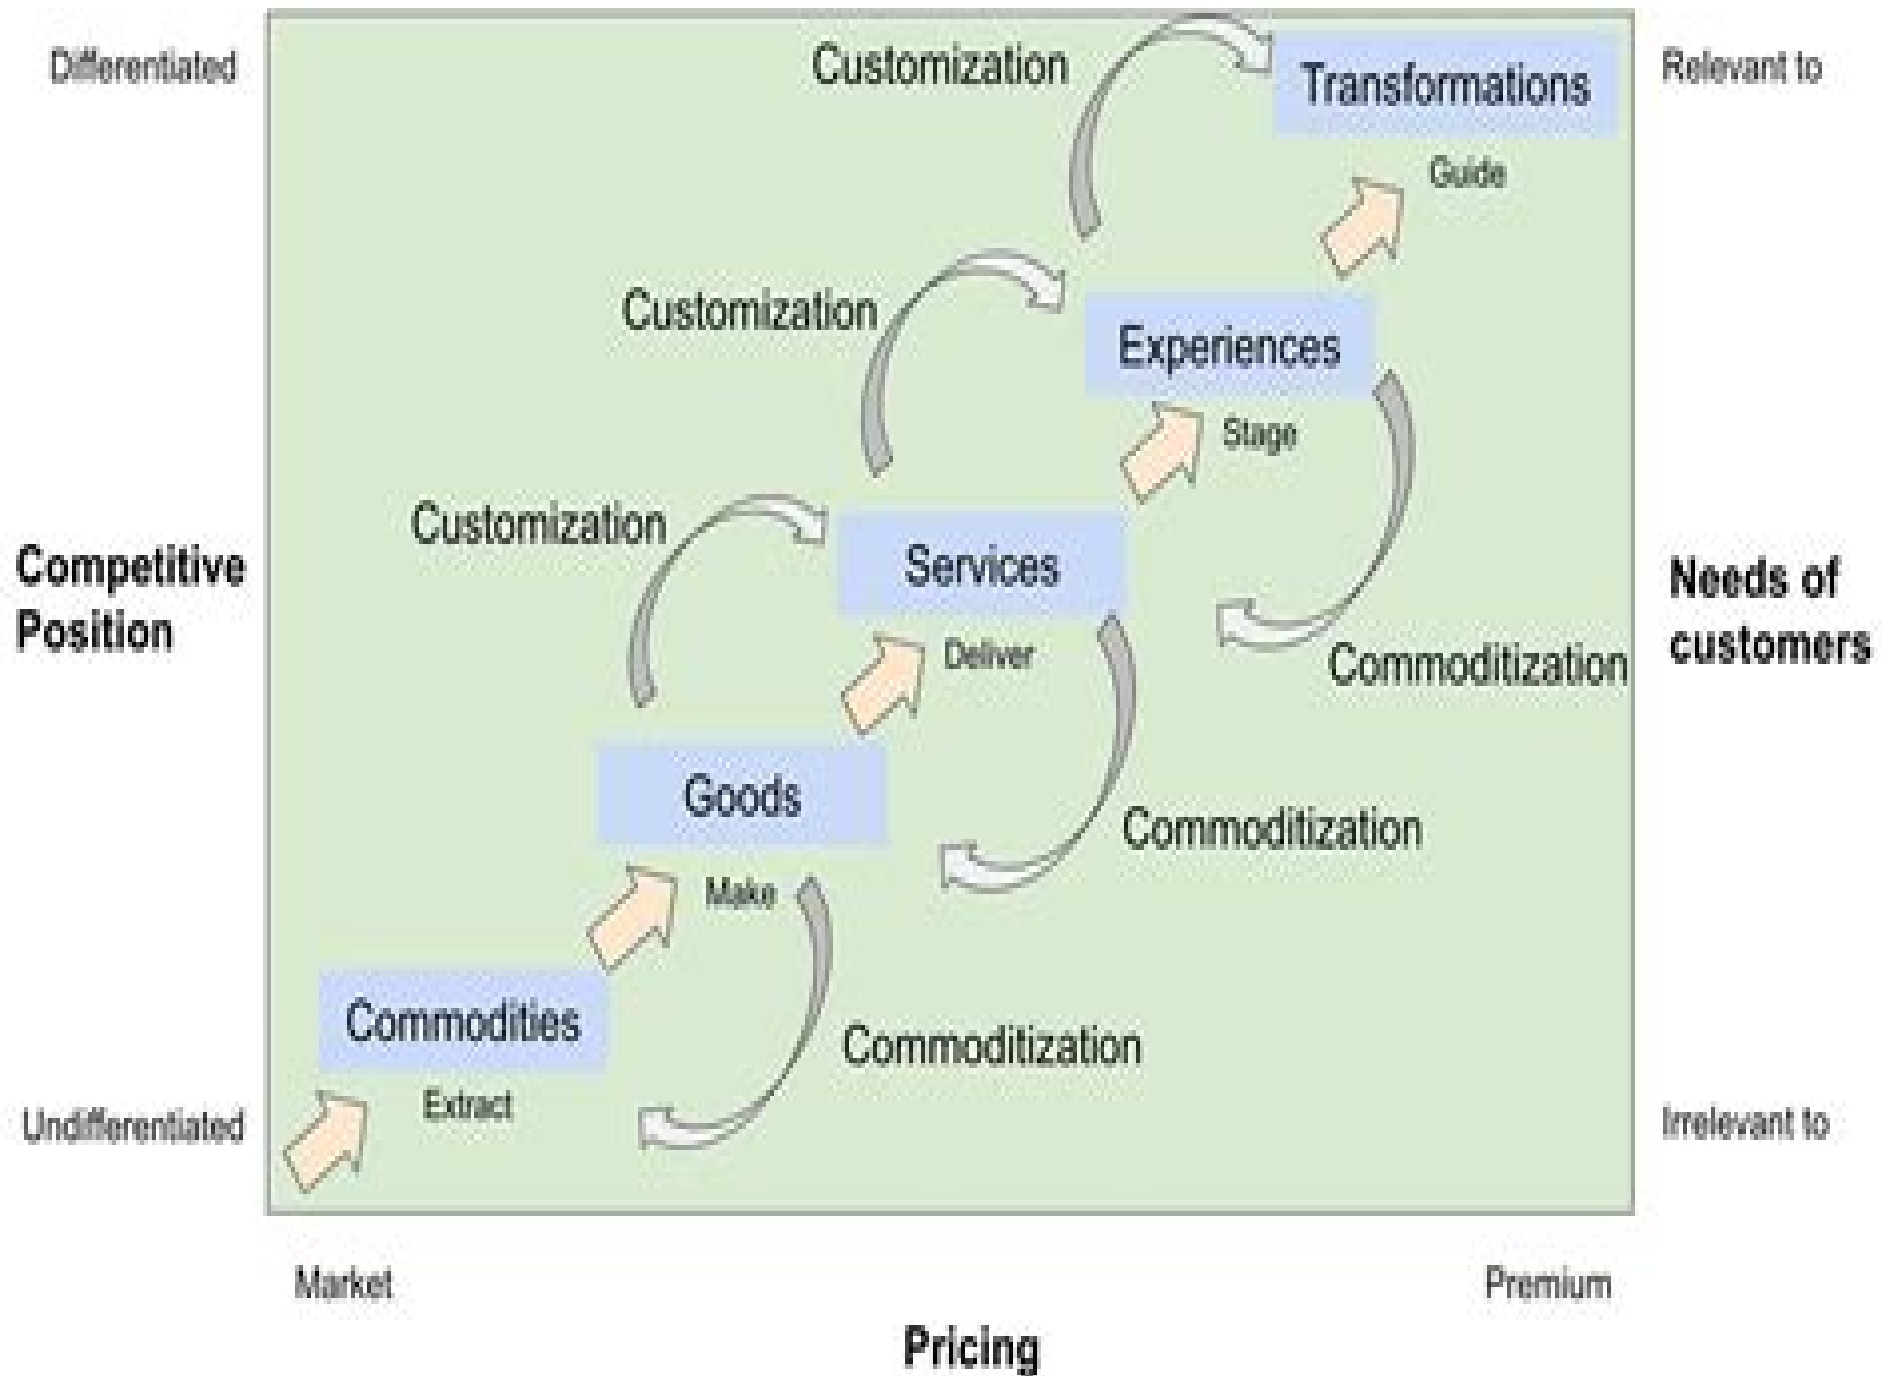 Differentiated
Customization
Transformations
Relevant to
Guide
Customization
Experiences
Stage
Customization
Services
Competitive
Position
Needs of
customers
Deliver
Commoditization
Goods
Commoditization
Make
Commodities
Commoditization
Extract
Undifferentiated
Irrelevant to
Market
Premium
Pricing